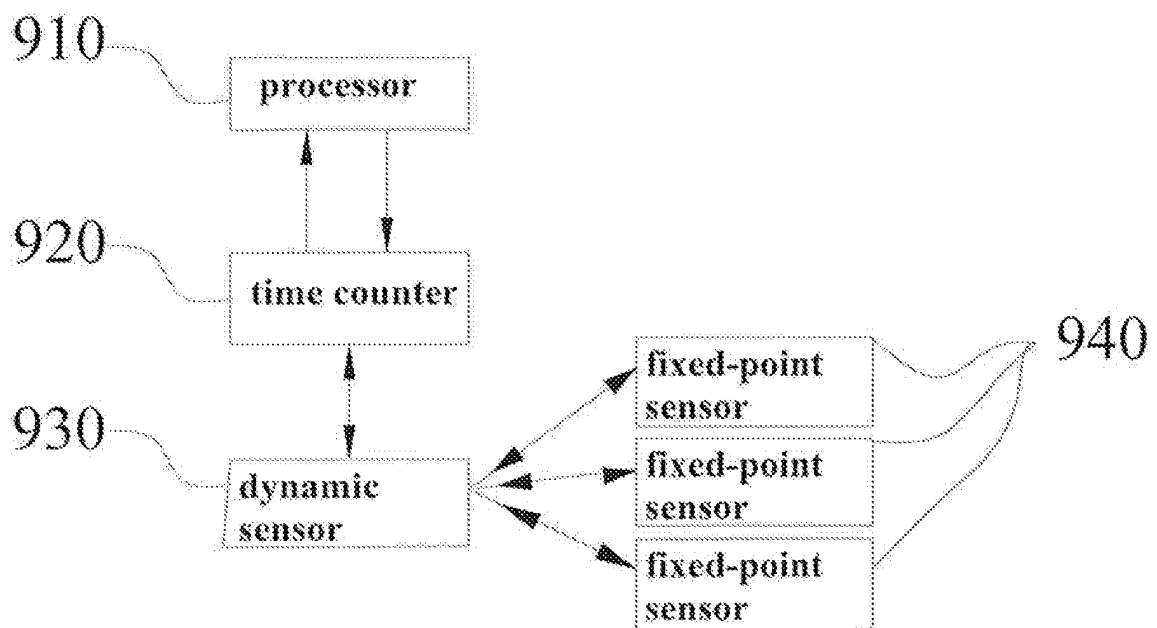 910
processor
920
time counter
930
dynamic
sensor
fixed-point
sensor
fixed-point
sensor
fixed-point
sensor
940